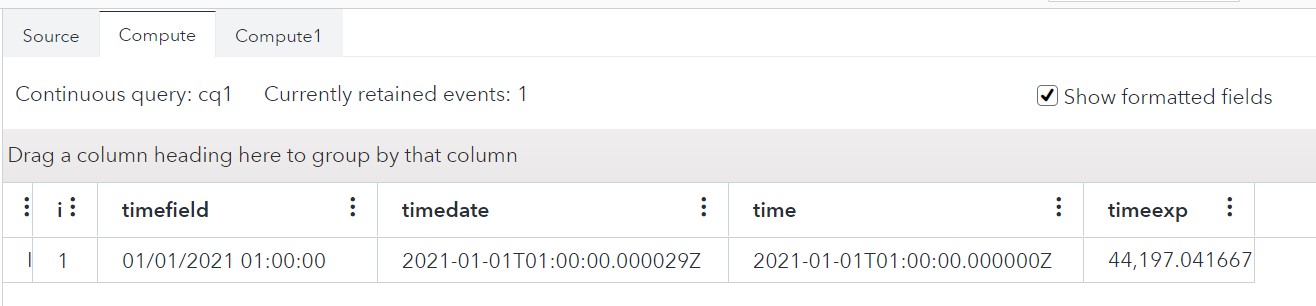 Source Compute Compute1
Continuous query: cq1 Currently retained events: 1 Show formatted fields
Drag a column heading here to group by that column
i timefield timedate time timeexp
I 1 01/01/2021 01:00:00 2021-01-01T01:00:00.000029Z 2021-01-01T01:00:00.000000Z 44,197.041667